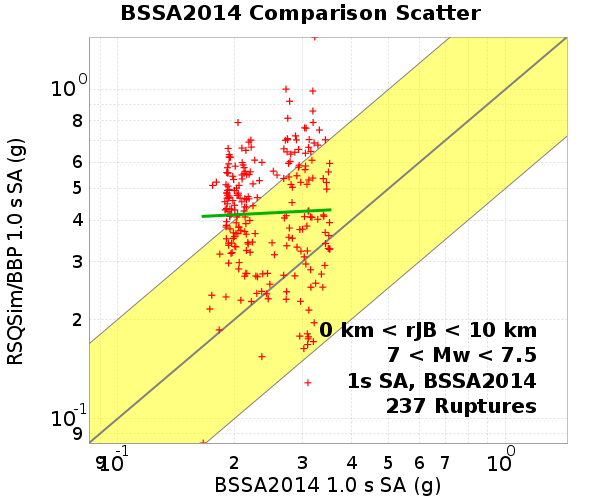 BSSA2014 Comparison Scatter
RSQSim/BBP 1.0 s SA (g)
10^0
8
6
5
4
3
2
10^-1
9
0 km < rJB < 10 km
7 < Mw < 7.5
1s SA, BSSA2014
237 Ruptures
9 10^-1 2 3 4 5 6 7 10^0
BSSA2014 1.0 s SA (g)